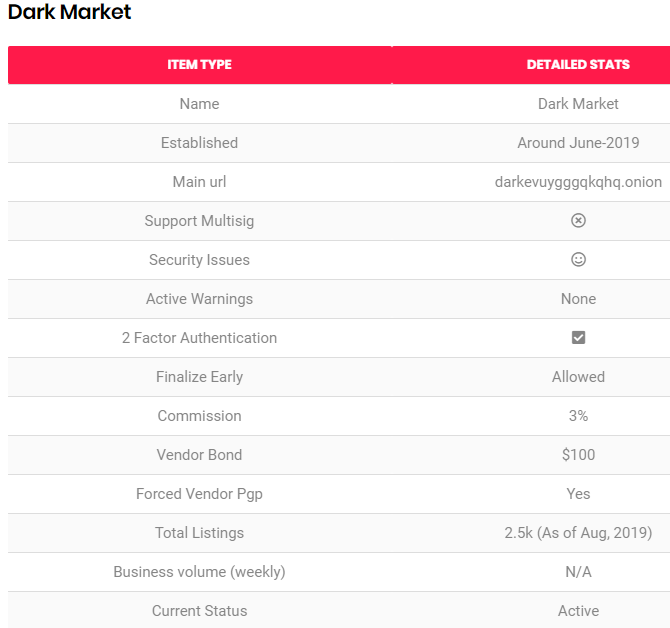 Dark Market
ITEM TYPE DETAILED STATS
Name Dark Market
Established Around June-2019
Main url darkevuygggqkqhq.onion
Support Multisig
Security Issues
Active Warnings None
2 Factor Authentication
Finalize Early Allowed
Commission 3%
Vendor Bond $100
Forced Vendor Pgp Yes
Total Listings 2.5k (As of Aug, 2019)
Business volume (weekly) N/A
Current Status Active